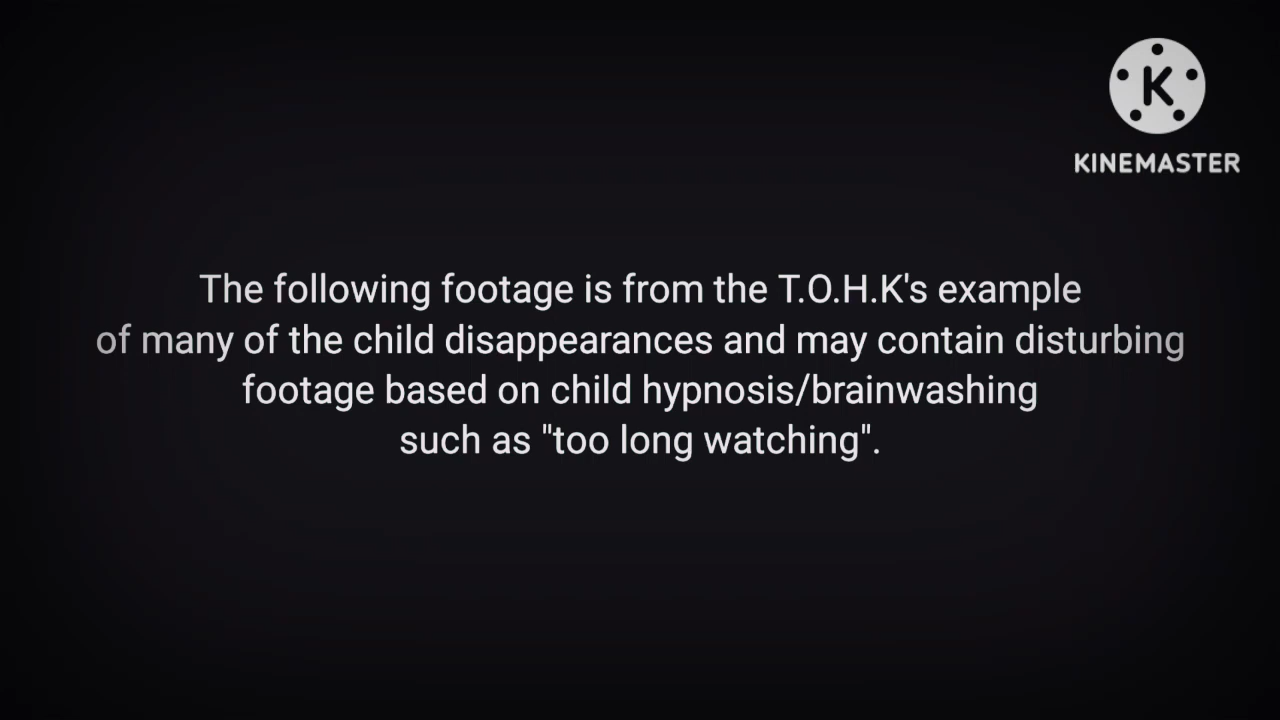 K
KINEMASTER
The following footage is from the T.O.H.K's example
of many of the child disappearances and may contain disturbing
footage based on child hypnosis/brainwashing
such as "too long watching".